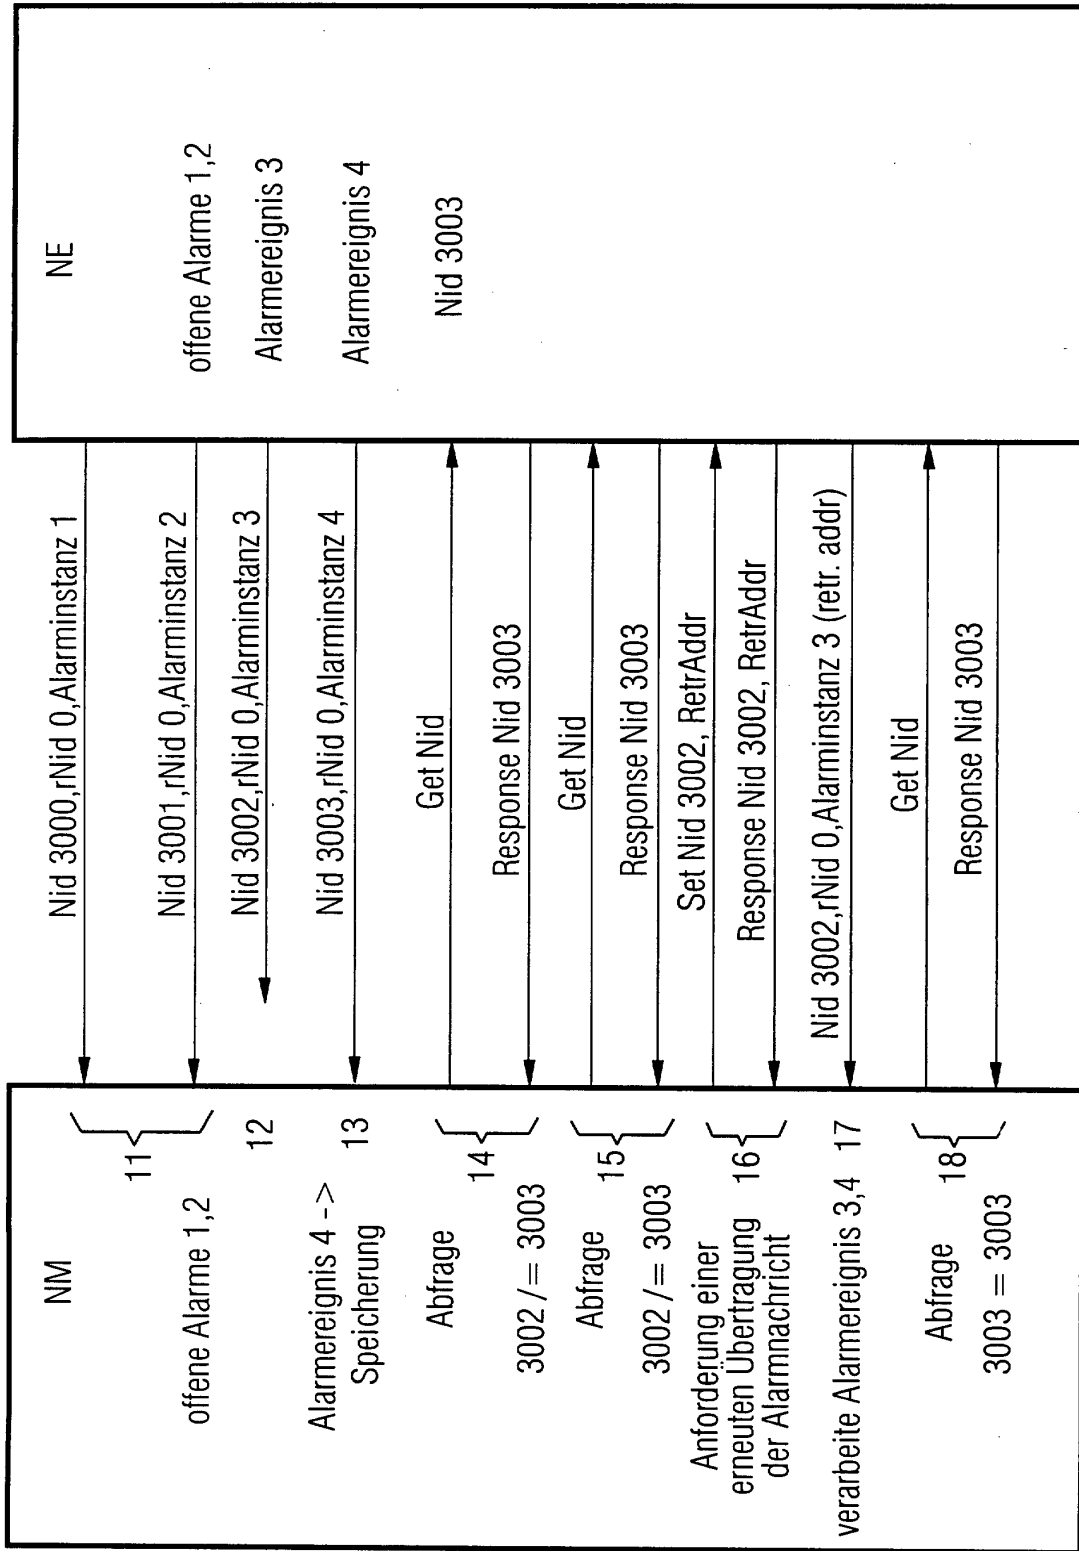 NM
NE
Nid 3000,rNid 0,Alarminstanz 1
11
offene Alarme 1,2
Nid 3001,rNid 0,Alarminstanz 2
offene Alarme 1,2
12
Nid 3002,rNid 0,Alarminstanz 3
Alarmereignis 3
Alarmereignis 4 ->
Speicherung
13
Nid 3003,rNid 0,Alarminstanz 4
Alarmereignis 4
Abfrage
14
Get Nid
Nid 3003
3002 /= 3003
Response Nid 3003
Abfrage
15
Get Nid
3002 /= 3003
Response Nid 3003
Anforderung einer
erneuten Übertragung
der Alarmnachricht
16
Set Nid 3002, RetrAddr
Response Nid 3002, RetrAddr
verarbeite Alarmereignis 3,4
17
Nid 3002,rNid 0,Alarminstanz 3 (retr. addr)
Abfrage
18
Get Nid
3003 = 3003
Response Nid 3003